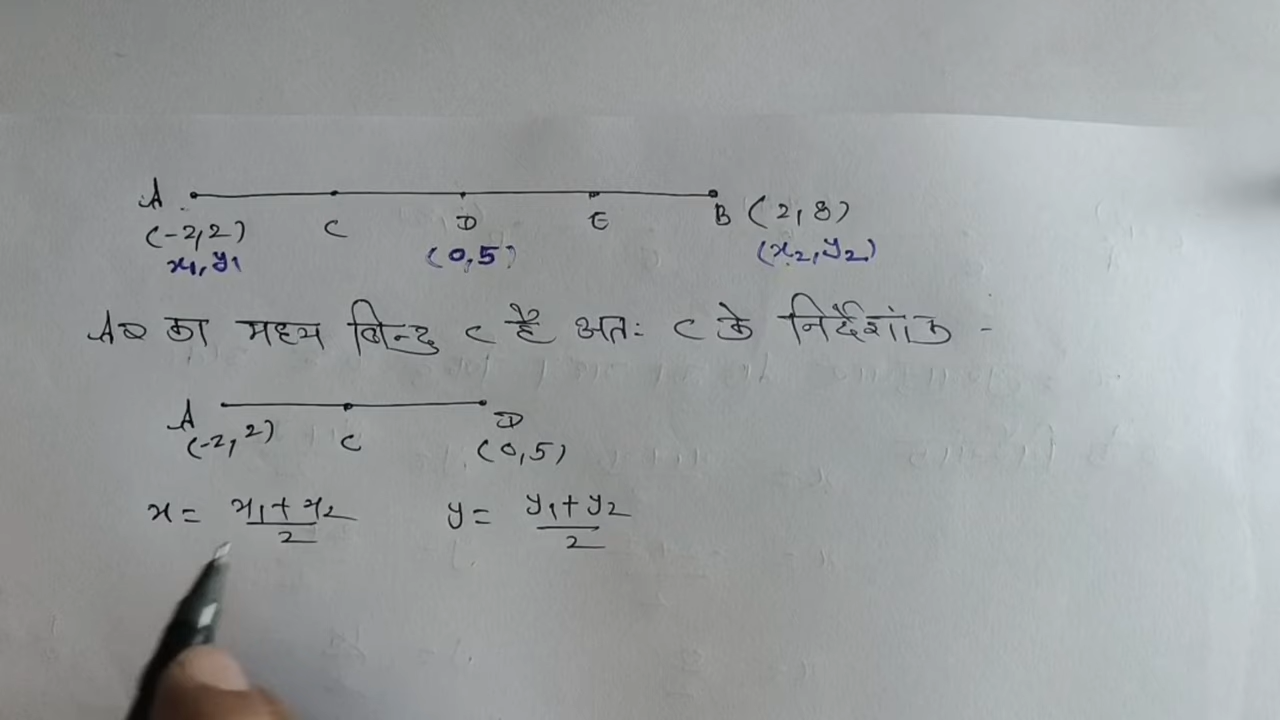 A C D E B (2, 8)
(-2, 2) (0, 5) (x₂, y₂)
x₁, y₁
AD का मध्य बिन्दु C है अतः C के निर्देशांक -
A C D
(-2, 2) (0, 5)
x = x₁ + x₂ / 2 y = y₁ + y₂ / 2